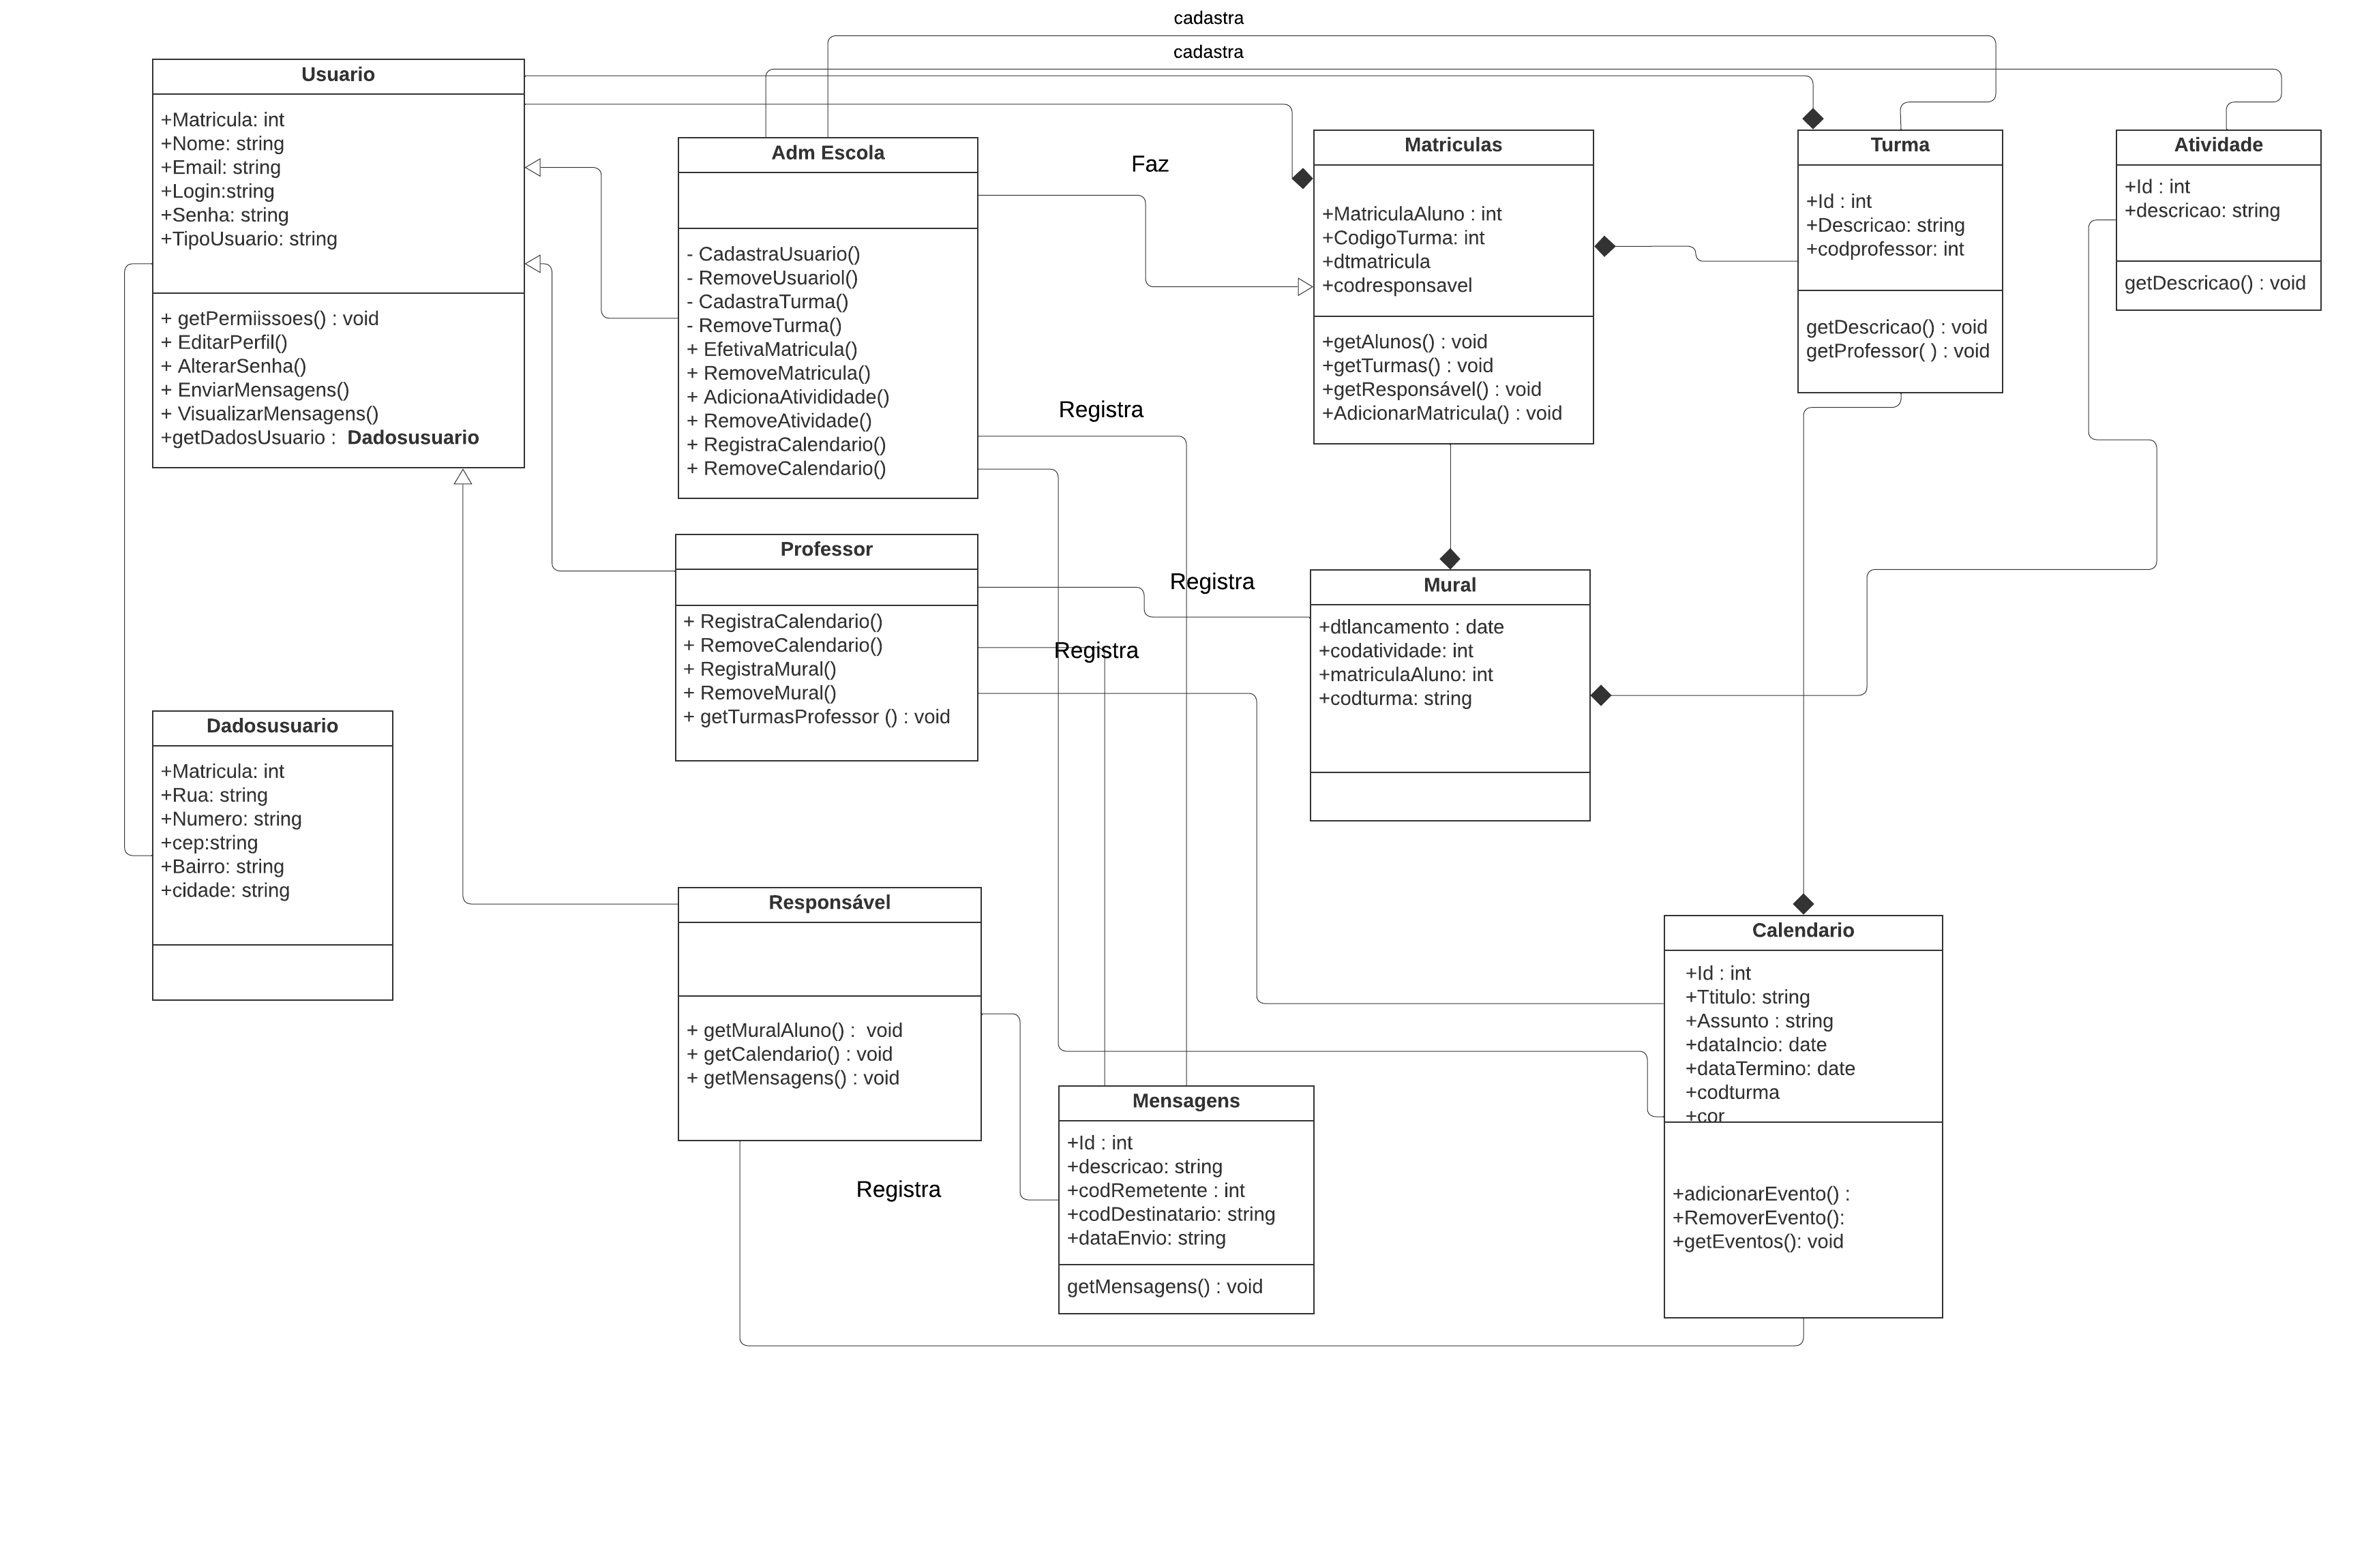 cadastra
cadastra
Usuario
+Matricula: int
+Nome: string
+Email: string
+Login:string
+Senha: string
+TipoUsuario: string
+ getPermiissoes() : void
+ EditarPerfil()
+ AlterarSenha()
+ EnviarMensagens()
+ VisualizarMensagens()
+getDadosUsuario :  Dadosusuario
Adm Escola
- CadastraUsuario()
- RemoveUsuariol()
- CadastraTurma()
- RemoveTurma()
+ EfetivaMatricula()
+ RemoveMatricula()
+ AdicionaAtivididade()
+ RemoveAtividade()
+ RegistraCalendario()
+ RemoveCalendario()
Faz
Matriculas
+MatriculaAluno : int
+CodigoTurma: int
+dtmatricula
+codresponsavel
+getAlunos() : void
+getTurmas() : void
+getResponsável() : void
+AdicionarMatricula() : void
Turma
+Id : int
+Descricao: string
+codprofessor: int
getDescricao() : void
getProfessor( ) : void
Atividade
+Id : int
+descricao: string
getDescricao() : void
Registra
Professor
+ RegistraCalendario()
+ RemoveCalendario()
+ RegistraMural()
+ RemoveMural()
+ getTurmasProfessor () : void
Registra
Registra
Mural
+dtlancamento : date
+codatividade: int
+matriculaAluno: int
+codturma: string
Dadosusuario
+Matricula: int
+Rua: string
+Numero: string
+cep:string
+Bairro: string
+cidade: string
Responsável
+ getMuralAluno() :  void
+ getCalendario() : void
+ getMensagens() : void
Registra
Mensagens
+Id : int
+descricao: string
+codRemetente : int
+codDestinatario: string
+dataEnvio: string
getMensagens() : void
Calendario
+Id : int
+Ttitulo: string
+Assunto : string
+dataIncio: date
+dataTermino: date
+codturma
+cor
+adicionarEvento() :
+RemoverEvento():
+getEventos(): void